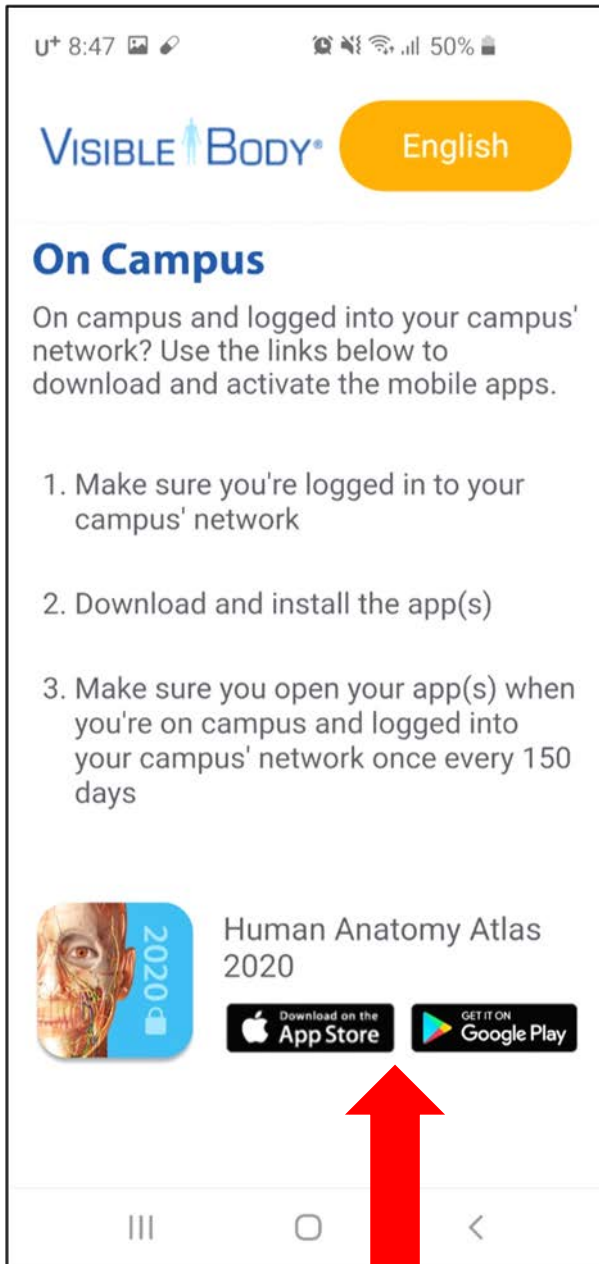 U+ 8:47 50%
VISIBLE BODY®
English
On Campus
On campus and logged into your campus'
network? Use the links below to
download and activate the mobile apps.
1. Make sure you're logged in to your
campus' network
2. Download and install the app(s)
3. Make sure you open your app(s) when
you're on campus and logged into
your campus' network once every 150
days
2020
Human Anatomy Atlas
2020
Download on the
App Store
GET IT ON
Google Play